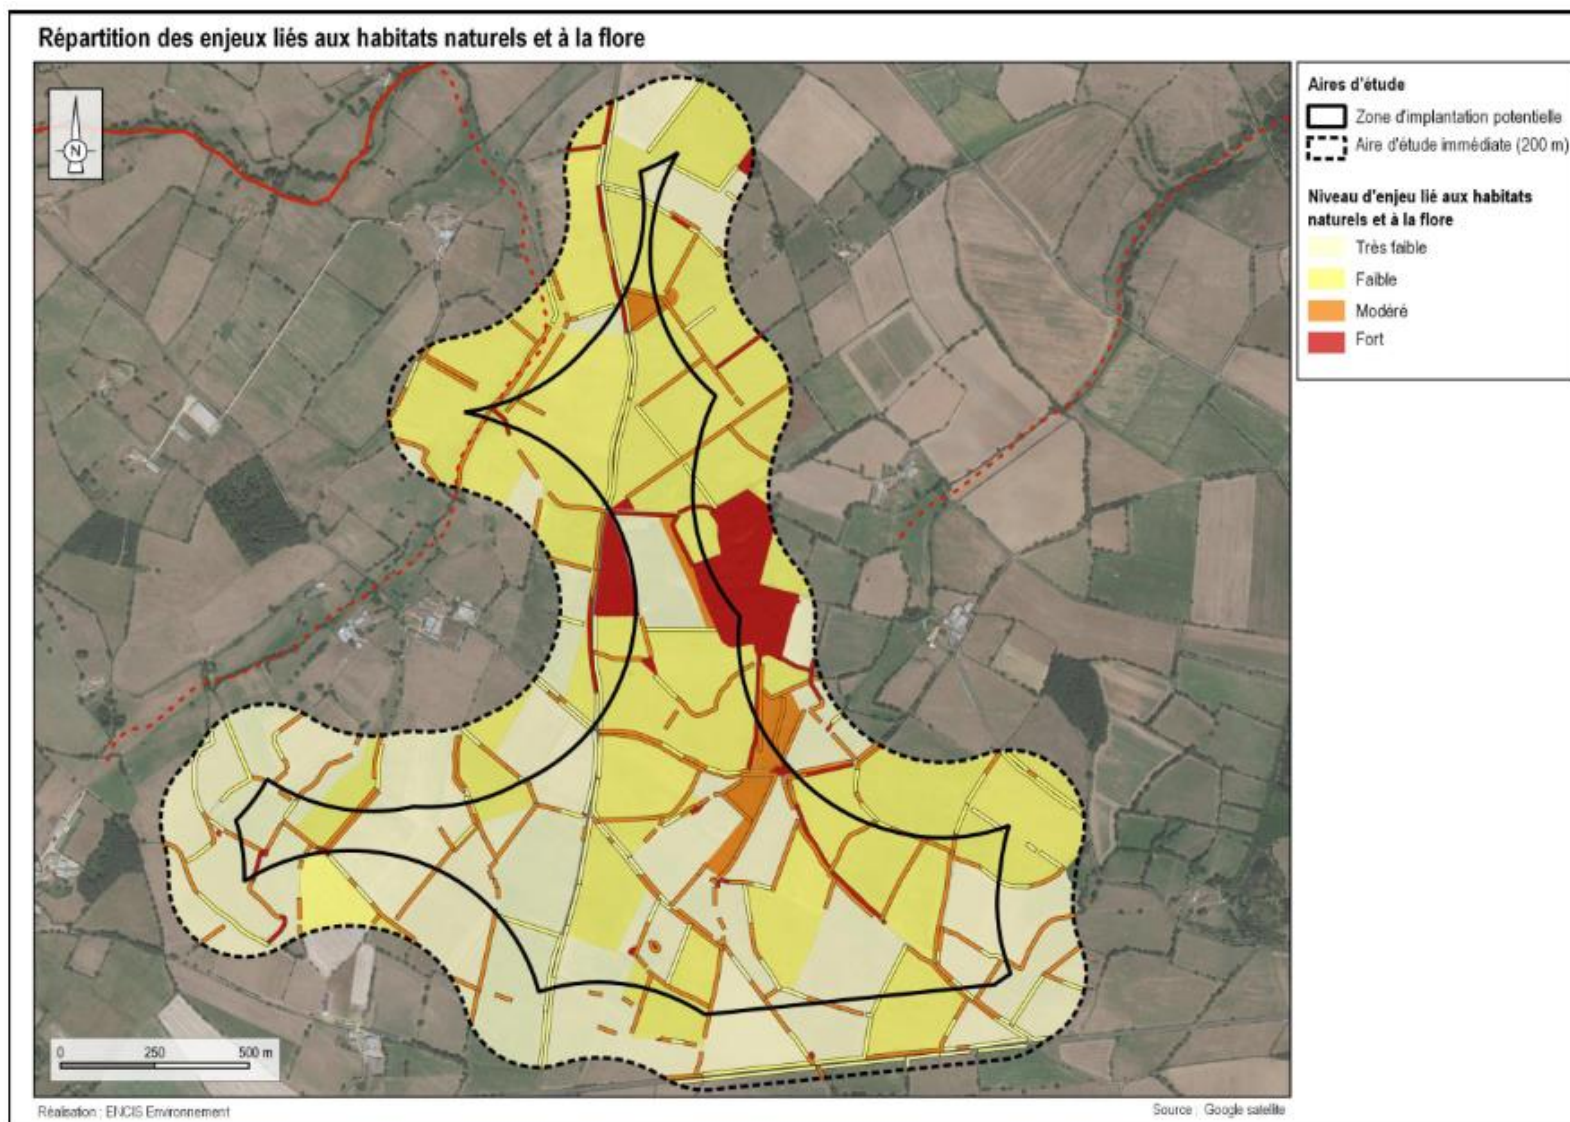 Répartition des enjeux liés aux habitats naturels et à la flore
N
Aires d'étude
Zone d'implantation potentielle
Aire d'étude immédiate (200 m)
Niveau d'enjeu lié aux habitats
naturels et à la flore
Très faible
Faible
Modéré
Fort
0 250 500 m
Réalisation : ENCIS Environnement
Source : Google satellite